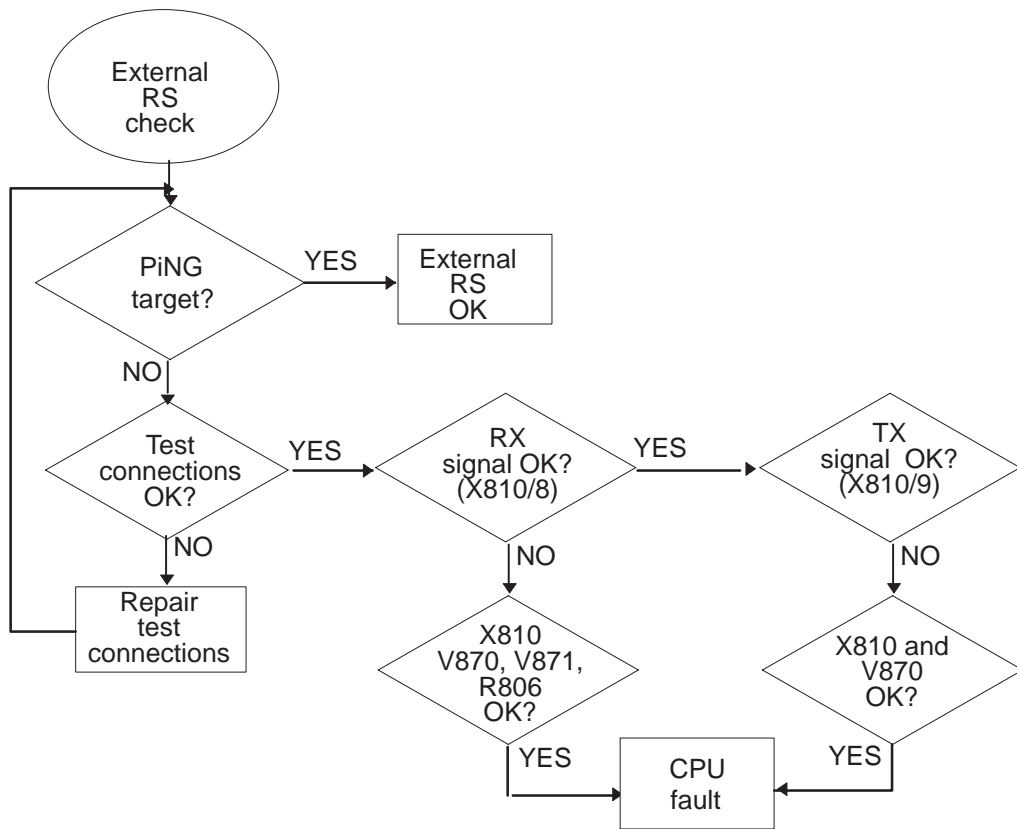 External
RS
check
PiNG
target?
YES
External
RS
OK
NO
Test
connections
OK?
YES
RX
signal OK?
(X810/8)
YES
TX
signal OK?
(X810/9)
NO
NO
NO
Repair
test
connections
X810
V870, V871,
R806
OK?
X810 and
V870
OK?
YES
CPU
fault
YES